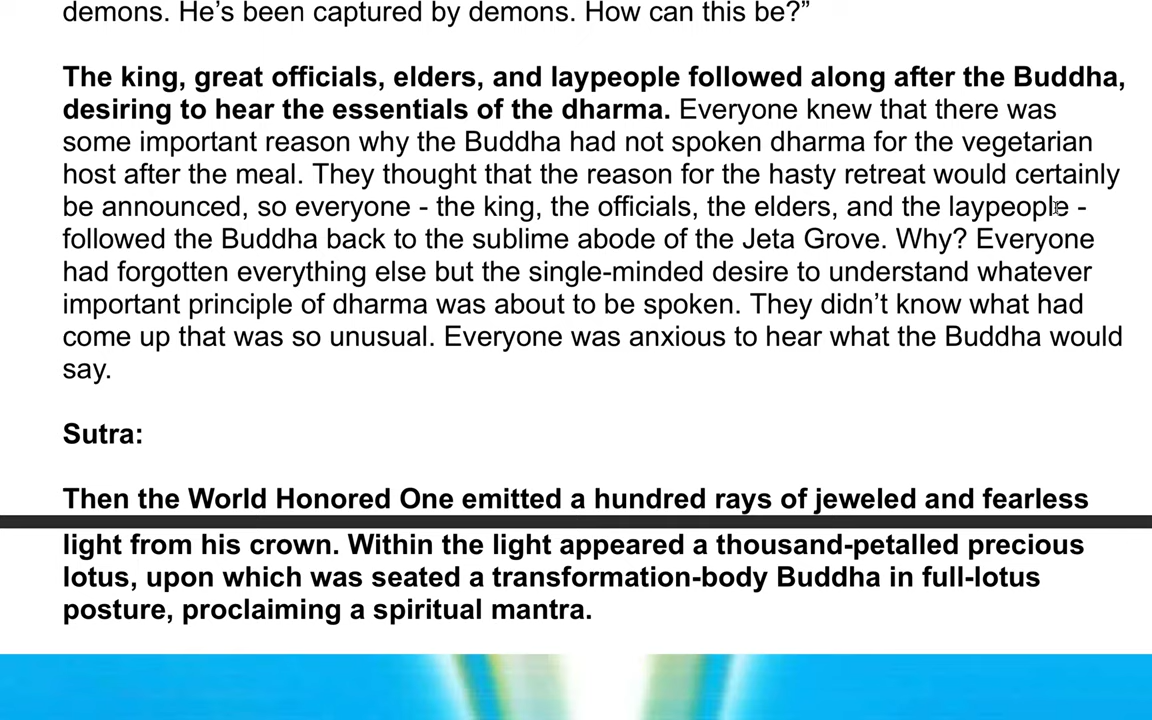 demons. He’s been captured by demons. How can this be?”
The king, great officials, elders, and laypeople followed along after the Buddha,
desiring to hear the essentials of the dharma. Everyone knew that there was
some important reason why the Buddha had not spoken dharma for the vegetarian
host after the meal. They thought that the reason for the hasty retreat would certainly
be announced, so everyone - the king, the officials, the elders, and the laypeople -
followed the Buddha back to the sublime abode of the Jeta Grove. Why? Everyone
had forgotten everything else but the single-minded desire to understand whatever
important principle of dharma was about to be spoken. They didn’t know what had
come up that was so unusual. Everyone was anxious to hear what the Buddha would
say.
Sutra:
Then the World Honored One emitted a hundred rays of jeweled and fearless
light from his crown. Within the light appeared a thousand-petalled precious
lotus, upon which was seated a transformation-body Buddha in full-lotus
posture, proclaiming a spiritual mantra.